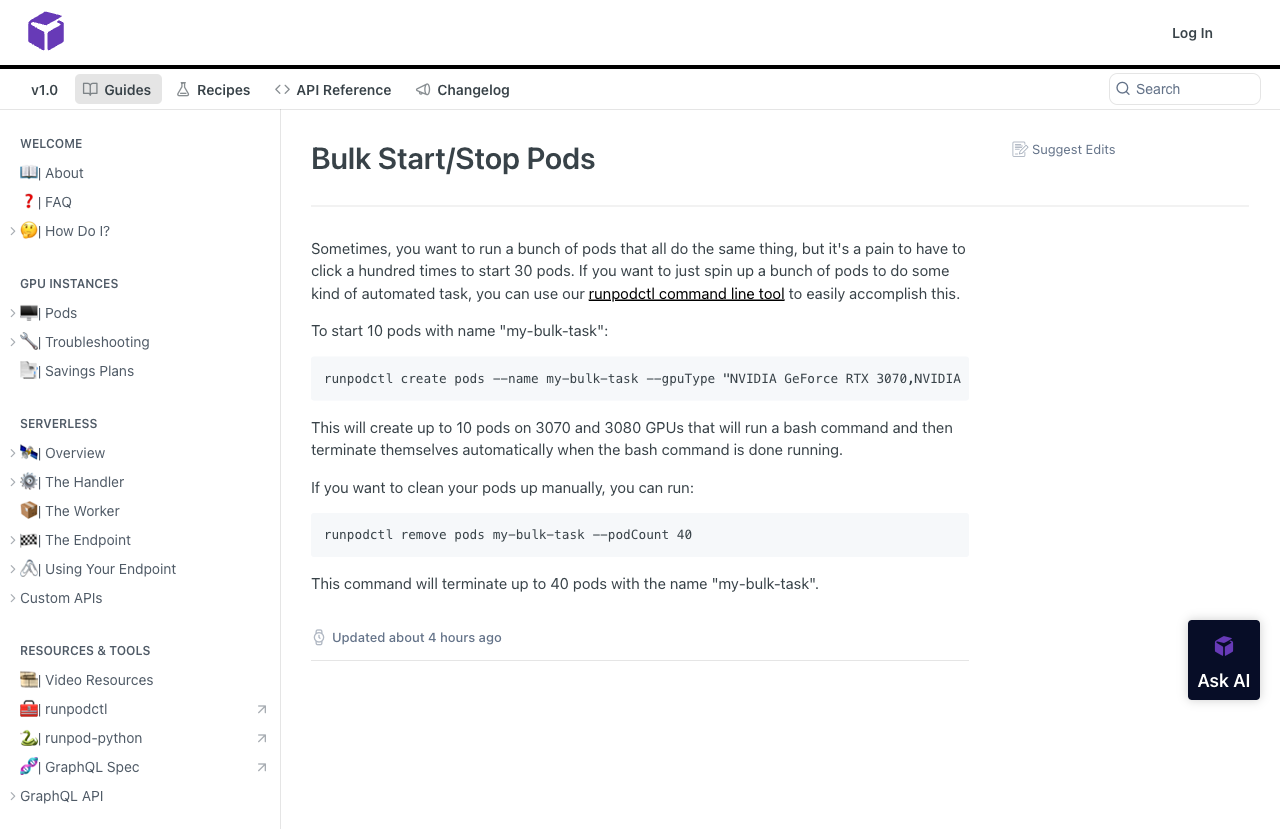 Log In
v1.0
Guides
Recipes
API Reference
Changelog
Search
WELCOME
| About
| FAQ
| How Do I?
GPU INSTANCES
| Pods
| Troubleshooting
| Savings Plans
SERVERLESS
| Overview
| The Handler
| The Worker
| The Endpoint
| Using Your Endpoint
Custom APIs
RESOURCES & TOOLS
| Video Resources
| runpodctl
| runpod-python
| GraphQL Spec
GraphQL API
Bulk Start/Stop Pods
Suggest Edits
Sometimes, you want to run a bunch of pods that all do the same thing, but it's a pain to have to
click a hundred times to start 30 pods. If you want to just spin up a bunch of pods to do some
kind of automated task, you can use our runpodctl command line tool to easily accomplish this.
To start 10 pods with name "my-bulk-task":
runpodctl create pods --name my-bulk-task --gpuType "NVIDIA GeForce RTX 3070,NVIDIA
This will create up to 10 pods on 3070 and 3080 GPUs that will run a bash command and then
terminate themselves automatically when the bash command is done running.
If you want to clean your pods up manually, you can run:
runpodctl remove pods my-bulk-task --podCount 40
This command will terminate up to 40 pods with the name "my-bulk-task".
Updated about 4 hours ago
Ask AI